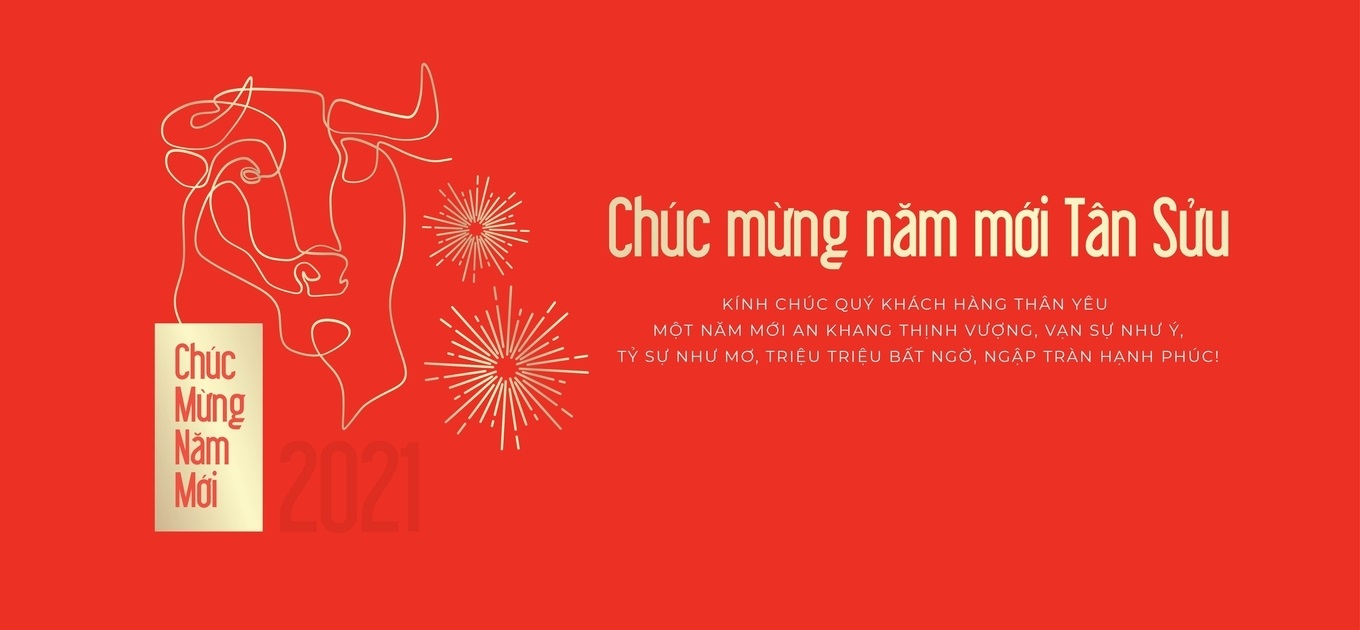 Chúc mừng năm mới Tân Sửu
KÍNH CHÚC QUÝ KHÁCH HÀNG THÂN YÊU
MỘT NĂM MỚI AN KHANG THỊNH VƯỢNG, VẠN SỰ NHƯ Ý,
TỶ SỰ NHƯ MƠ, TRIỆU TRIỆU BẤT NGỜ, NGẬP TRÀN HẠNH PHÚC!
Chúc
Mừng
Năm
Mới
2021